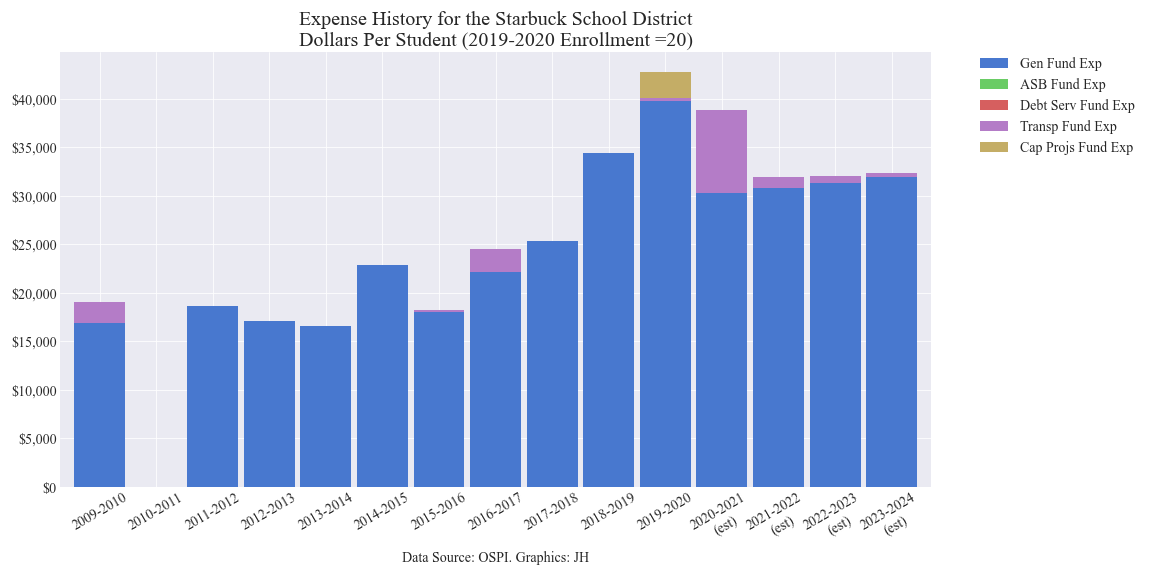 Expense History for the Starbuck School District
Dollars Per Student (2019-2020 Enrollment =20)
Gen Fund Exp
ASB Fund Exp
Debt Serv Fund Exp
Transp Fund Exp
Cap Projs Fund Exp
$40,000
$35,000
$30,000
$25,000
$20,000
$15,000
$10,000
$5,000
$0
2009-2010
2010-2011
2011-2012
2012-2013
2013-2014
2014-2015
2015-2016
2016-2017
2017-2018
2018-2019
2019-2020
2020-2021
(est)
2021-2022
(est)
2022-2023
(est)
2023-2024
(est)
Data Source: OSPI. Graphics: JH